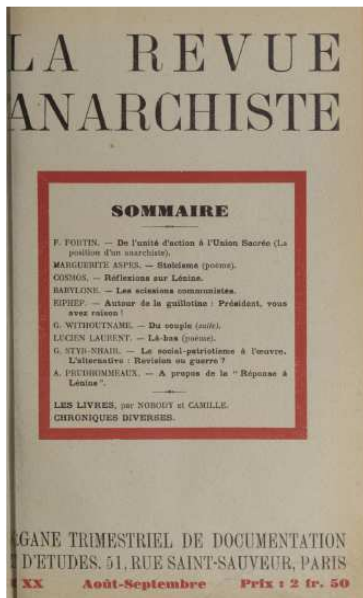 LA REVUE
ANARCHISTE
SOMMAIRE
F. FORTIN. — De l'unité d'action à l'Union Sacrée (La
position d'un anarchiste).
MARGUERITE ASPES. — Stoïcisme (poème).
COSMOS. — Réflexions sur Lénine.
BABYLONE. — Les scissions communistes.
EIPHEP. — Autour de la guillotine : Président, vous
avez raison !
G. WITHOUTNAME. — Du couple (suite).
LUCIEN LAURENT. — Là-bas (poème).
G. STYR-NHAIR. — Le social-patriotisme à l'œuvre.
L'alternative : Revision ou guerre ?
A. PRUDHOMMEAUX. — A propos de la "Réponse à
Lénine".
LES LIVRES, par NOBODY et CAMILLE.
CHRONIQUES DIVERSES.
RGANE TRIMESTRIEL DE DOCUMENTATION
D'ETUDES, 51, RUE SAINT-SAUVEUR, PARIS
XX Août-Septembre Prix : 2 fr. 50